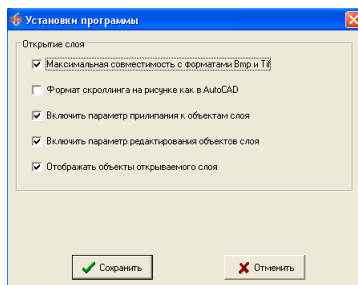 Установки программы
Открытие слоя
Максимальная совместимость с форматами Bmp и Tif
Формат скроллинга на рисунке как в AutoCAD
Включить параметр прилипания к объектам слоя
Включить параметр редактирования объектов слоя
Отображать объекты открываемого слоя
Сохранить
Отменить